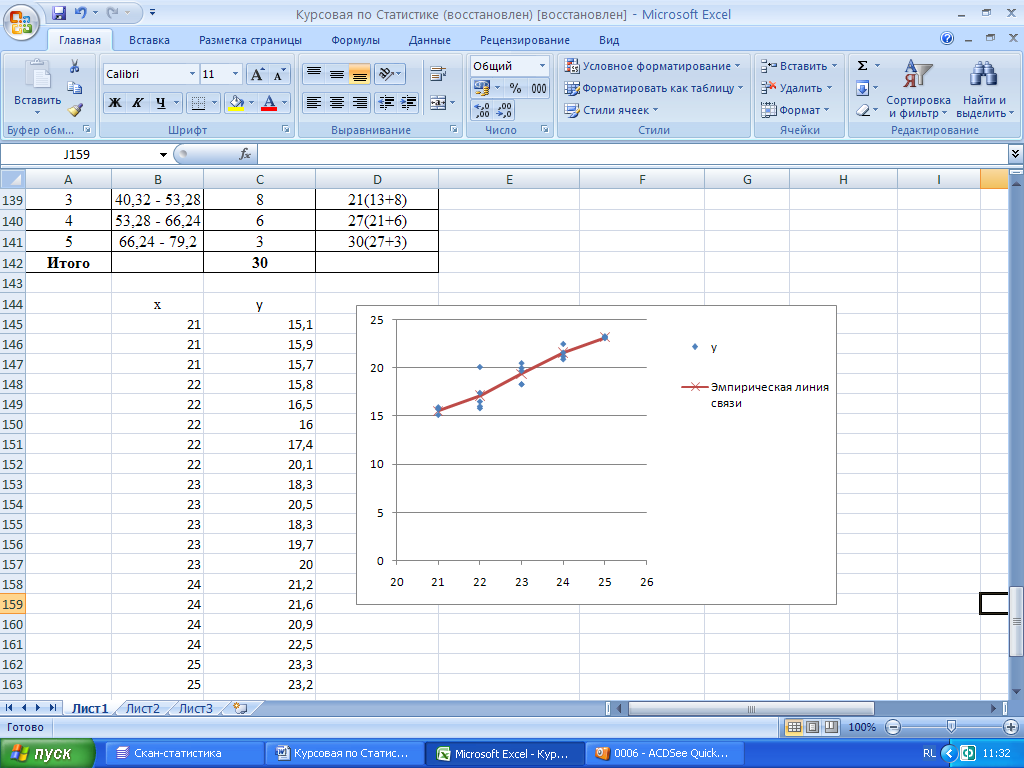 Курсовая по Статистике (восстановлен) [восстановлен] - Microsoft Excel
Главная Вставка Разметка страницы Формулы Данные Рецензирование Вид
Calibri 11 Общий Условное форматирование Вставить Σ
Вставить Ж К Ч A % 000 Форматировать как таблицу Удалить Сортировка и фильтр Найти и выделить
Стили ячеек Формат
Буфер обм... Шрифт Выравнивание Число Стили Ячейки Редактирование
J159 fx
A B C D E F G H I
139 3 40,32 - 53,28 8 21(13+8)
140 4 53,28 - 66,24 6 27(21+6)
141 5 66,24 - 79,2 3 30(27+3)
142 Итого 30
143
144 x y
145 21 15,1
146 21 15,9
147 21 15,7
148 22 15,8
149 22 16,5
150 22 16
151 22 17,4
152 22 20,1
153 23 18,3
154 23 20,5
155 23 18,3
156 23 19,7
157 23 20
158 24 21,2
159 24 21,6
160 24 20,9
161 24 22,5
162 25 23,3
163 25 23,2
25
20
15
10
5
0
20 21 22 23 24 25 26
y
Эмпирическая линия
связи
Лист1 Лист2 Лист3
Готово 100%
пуск Скан-статистика Курсовая по Статис... Microsoft Excel - Кур... 0006 - ACDSee Quick... RL 11:32